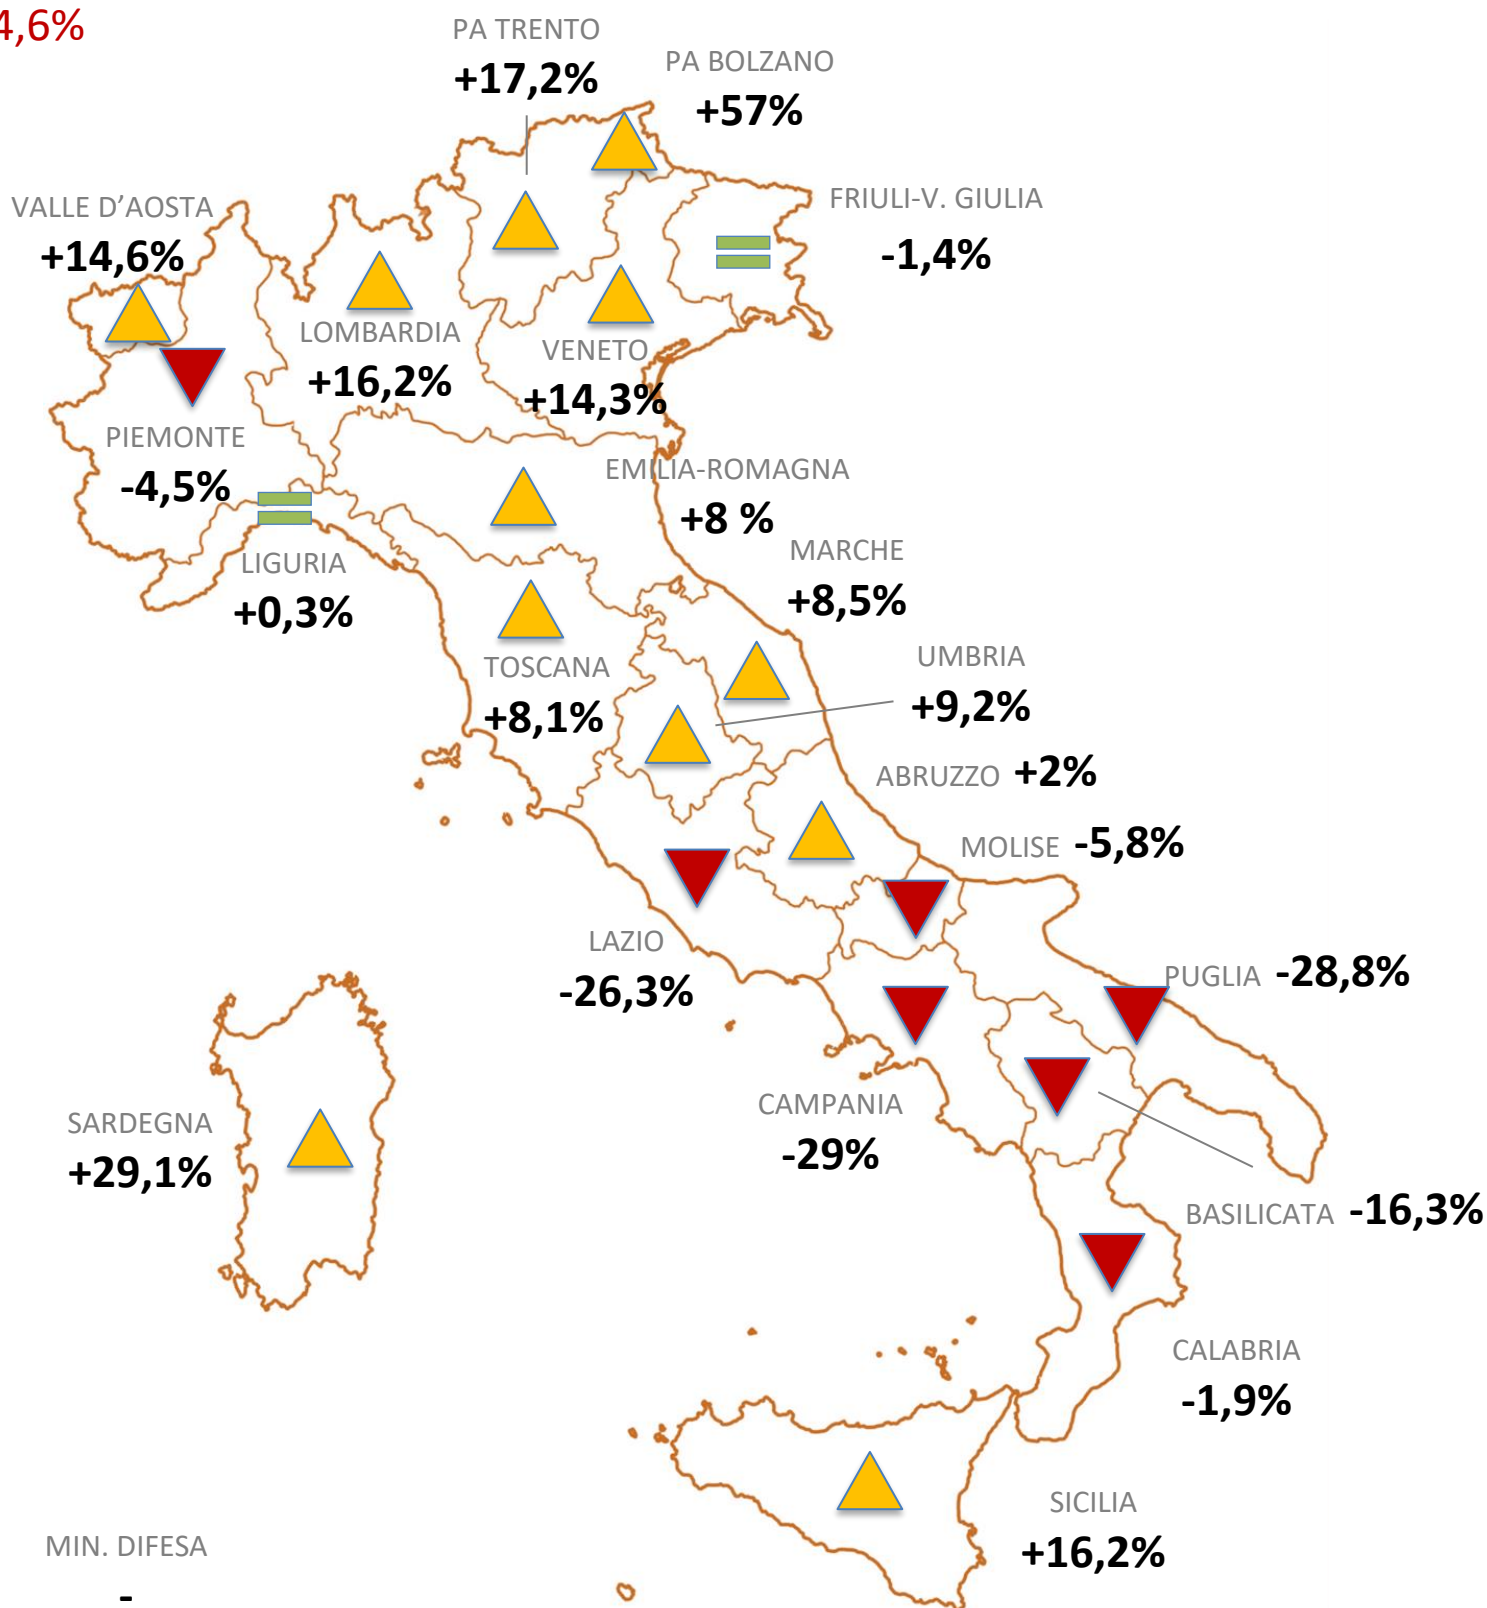 4,6%
PA TRENTO
+17,2%
PA BOLZANO
+57%
VALLE D’AOSTA
+14,6%
FRIULI-V. GIULIA
-1,4%
LOMBARDIA
+16,2%
VENETO
+14,3%
PIEMONTE
-4,5%
EMILIA-ROMAGNA
+8 %
LIGURIA
+0,3%
MARCHE
+8,5%
TOSCANA
+8,1%
UMBRIA
+9,2%
ABRUZZO +2%
MOLISE -5,8%
LAZIO
-26,3%
PUGLIA -28,8%
CAMPANIA
-29%
SARDEGNA
+29,1%
BASILICATA -16,3%
CALABRIA
-1,9%
SICILIA
+16,2%
MIN. DIFESA
-